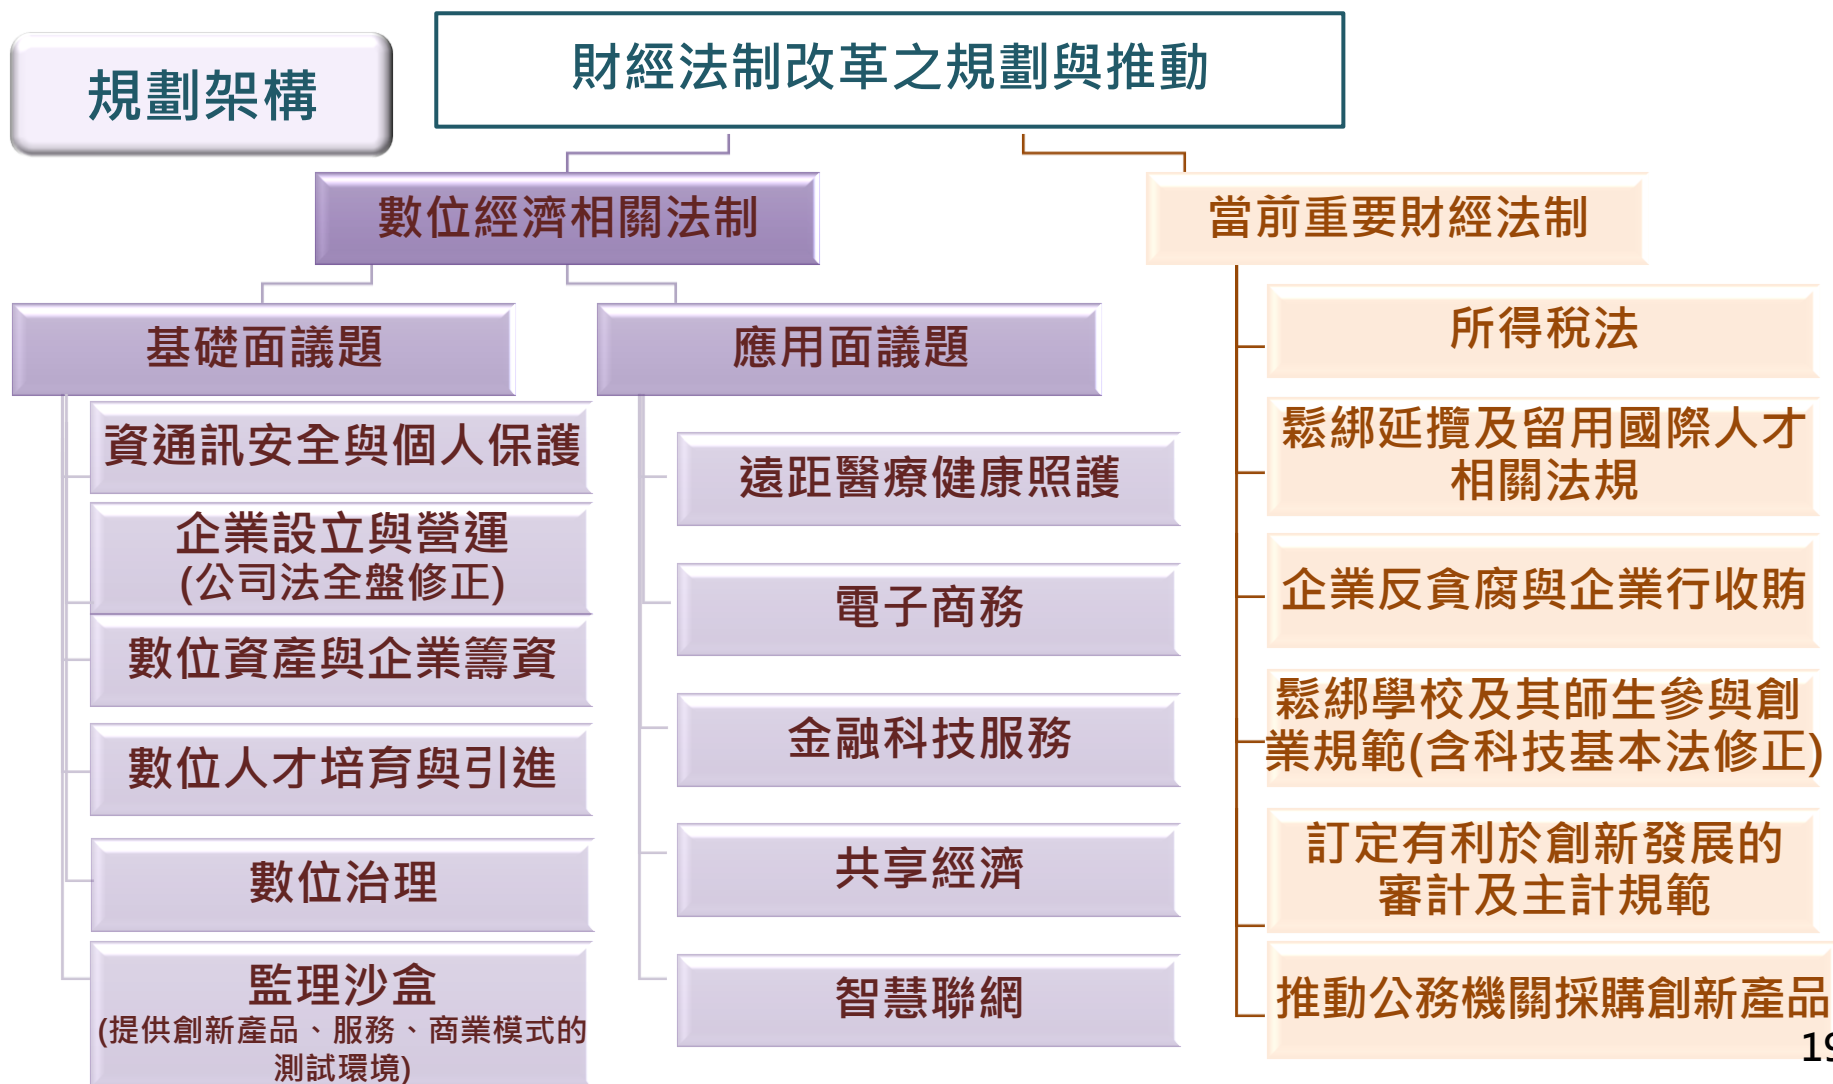 規劃架構
財經法制改革之規劃與推動
數位經濟相關法制
基礎面議題
資通訊安全與個人保護
企業設立與營運
(公司法全盤修正)
數位資產與企業籌資
數位人才培育與引進
數位治理
監理沙盒
(提供創新產品、服務、商業模式的
測試環境)
應用面議題
遠距醫療健康照護
電子商務
金融科技服務
共享經濟
智慧聯網
當前重要財經法制
所得稅法
鬆綁延攬及留用國際人才
相關法規
企業反貪腐與企業行收賄
鬆綁學校及其師生參與創
業規範(含科技基本法修正)
訂定有利於創新發展的
審計及主計規範
推動公務機關採購創新產品
19